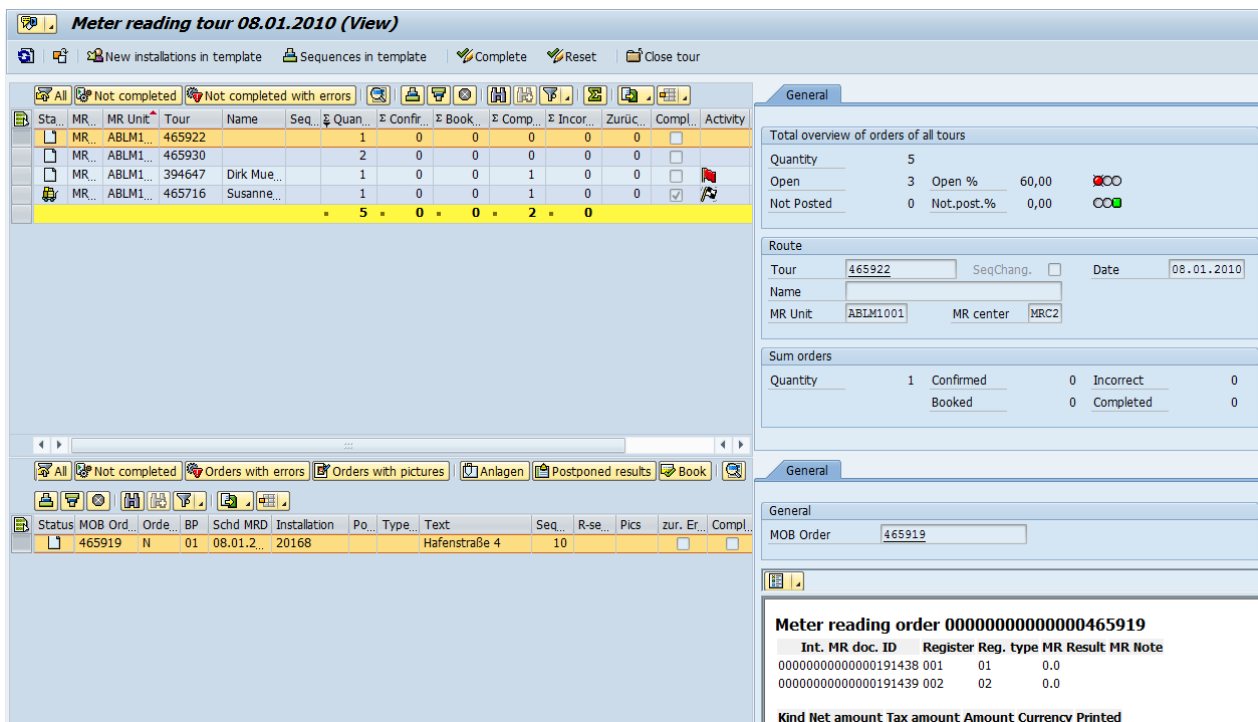 Meter reading tour 08.01.2010 (View)
New installations in template Sequences in template Complete Reset Close tour
All Not completed Not completed with errors
Sta... MR... MR Unit Tour Name Seq... Σ Quan... Σ Confir... Σ Book... Σ Comp... Σ Incor... Zurüc... Compl... Activity
MR... ABLM1... 465922 1 0 0 0 0 0
MR... ABLM1... 465930 2 0 0 0 0 0
MR... ABLM1... 394647 Dirk Mue... 1 0 0 1 0 0
MR... ABLM1... 465716 Susanne... 1 0 0 1 0 0
5 0 0 2 0
General
Total overview of orders of all tours
Quantity 5
Open 3 Open % 60,00
Not Posted 0 Not.post.% 0,00
Route
Tour 465922 SeqChang. Date 08.01.2010
Name
MR Unit ABLM1001 MR center MRC2
Sum orders
Quantity 1 Confirmed 0 Incorrect 0
Booked 0 Completed 0
All Not completed Orders with errors Orders with pictures Anlagen Postponed results Book
Status MOB Ord... Orde... BP Schd MRD Installation Po... Type... Text Seq... R-se... Pics zur. Er... Compl...
465919 N 01 08.01.2... 20168 Hafenstraße 4 10
General
General
MOB Order 465919
Meter reading order 00000000000000465919
Int. MR doc. ID Register Reg. type MR Result MR Note
00000000000000191438 001 01 0.0
00000000000000191439 002 02 0.0
Kind Net amount Tax amount Amount Currency Printed